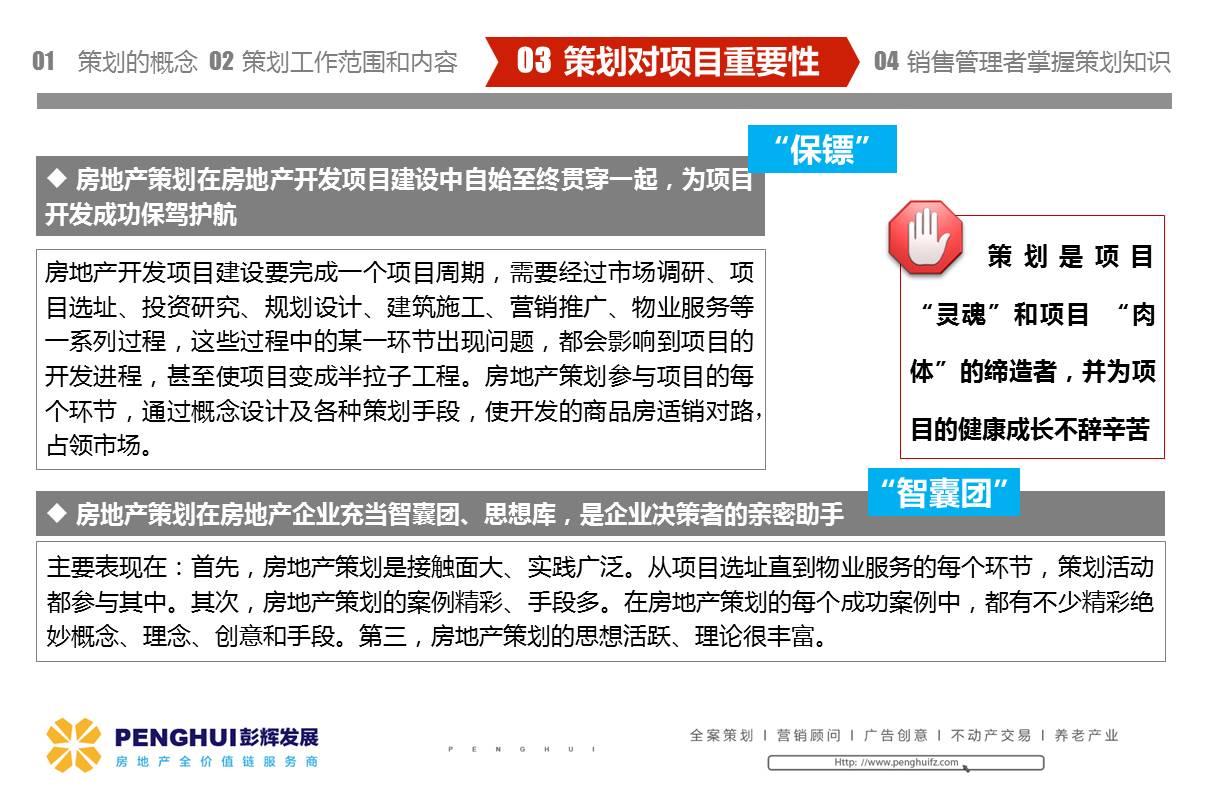 01 策划的概念 02 策划工作范围和内容 03 策划对项目重要性 04 销售管理者掌握策划知识
“保镖”
◆ 房地产策划在房地产开发项目建设中自始至终贯穿一起，为项目
开发成功保驾护航
房地产开发项目建设要完成一个项目周期，需要经过市场调研、项
目选址、投资研究、规划设计、建筑施工、营销推广、物业服务等
一系列过程，这些过程中的某一环节出现问题，都会影响到项目的
开发进程，甚至使项目变成半拉子工程。房地产策划参与项目的每
个环节，通过概念设计及各种策划手段，使开发的商品房适销对路，
占领市场。
策划是项目
“灵魂”和项目 “肉
体”的缔造者，并为项
目的健康成长不辞辛苦
“智囊团”
◆ 房地产策划在房地产企业充当智囊团、思想库，是企业决策者的亲密助手
主要表现在：首先，房地产策划是接触面大、实践广泛。从项目选址直到物业服务的每个环节，策划活动
都参与其中。其次，房地产策划的案例精彩、手段多。在房地产策划的每个成功案例中，都有不少精彩绝
妙概念、理念、创意和手段。第三，房地产策划的思想活跃、理论很丰富。
PENGHUI彭辉发展
房地产全价值链服务商
PENGHUI
全案策划 I 营销顾问 I 广告创意 I 不动产交易 I 养老产业
Http: //www.penghuifz.com